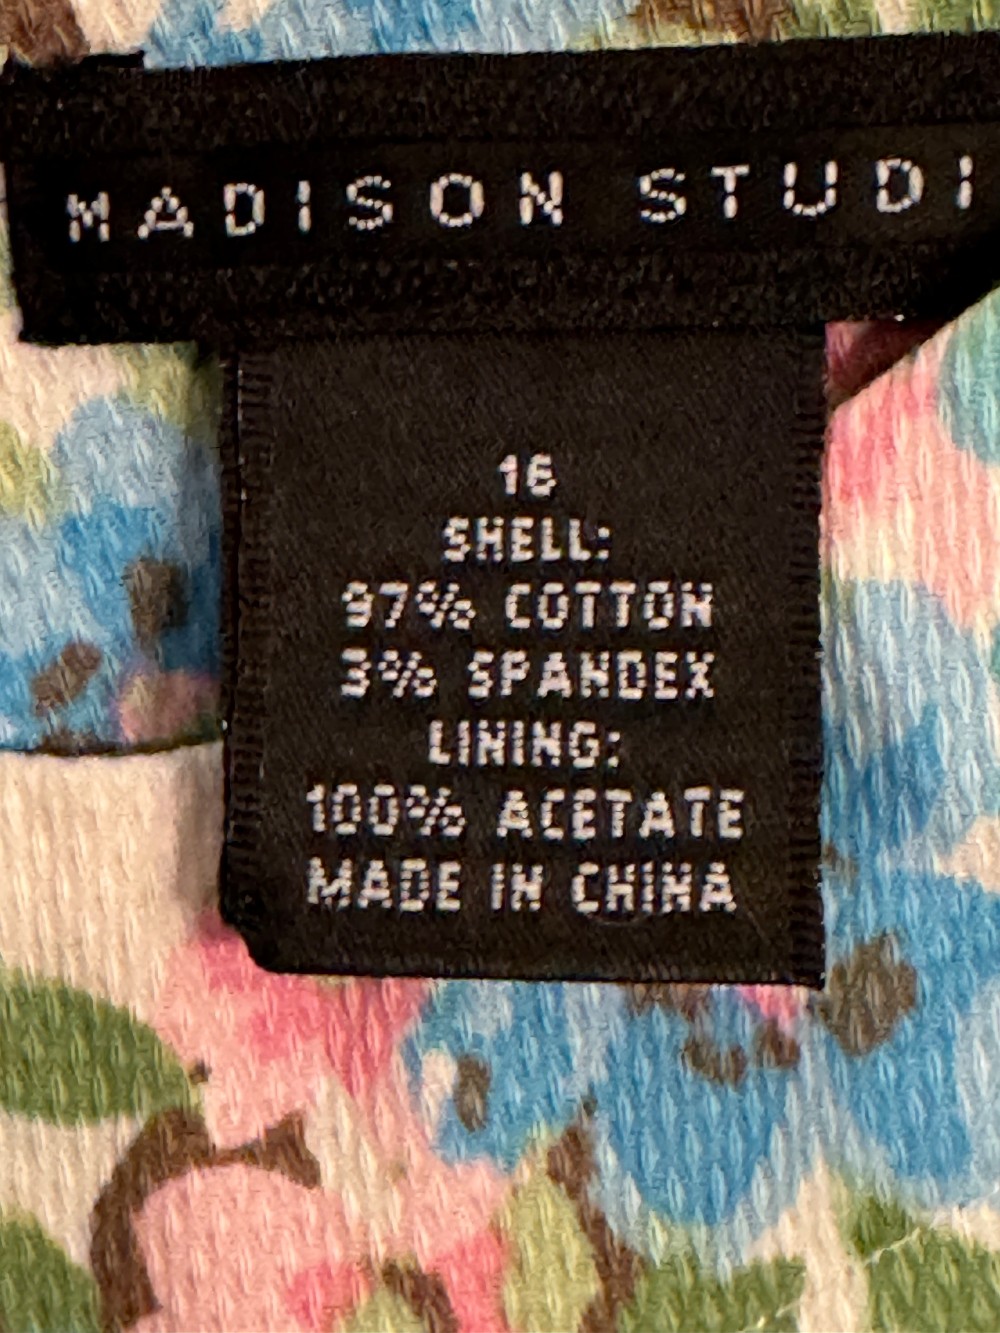 MADISON STUDI
16
SHELL:
97% COTTON
3% SPANDEX
LINING:
100% ACETATE
MADE IN CHINA